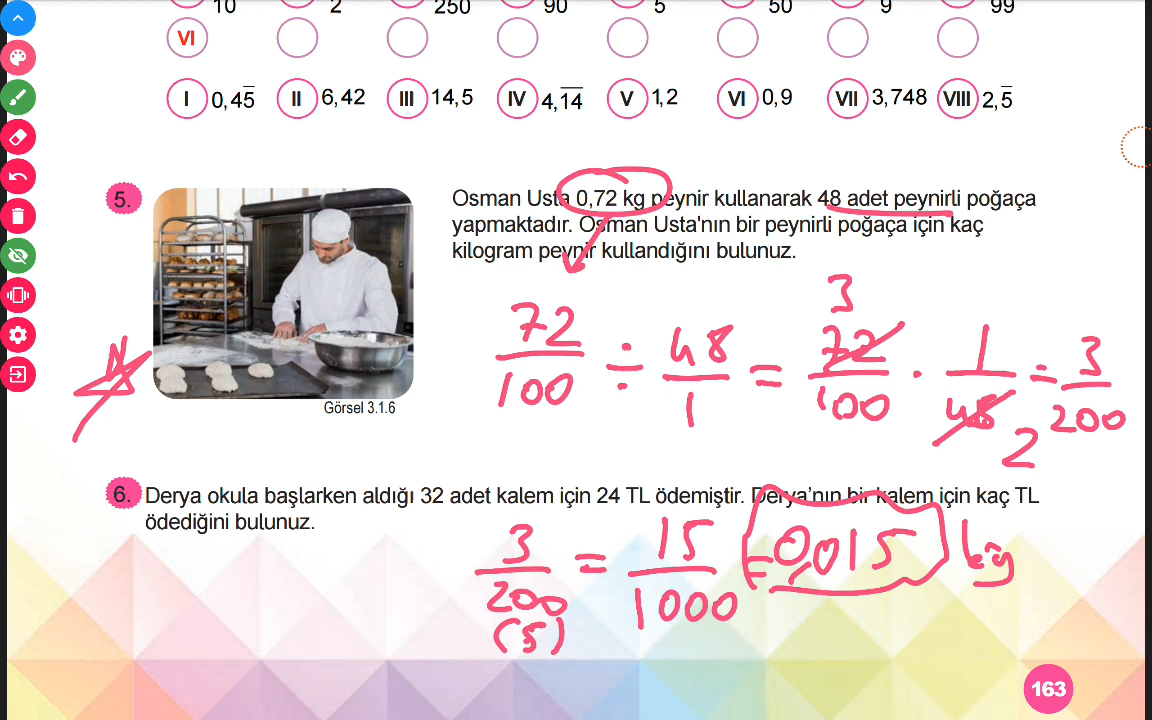 10 2 250 90 5 50 9 99
VI
I 0,45̅ II 6,42 III 14,5 IV 4,1̅4̅ V 1,2 VI 0,9 VII 3,748 VIII 2,5̅
5.
Osman Usta 0,72 kg peynir kullanarak 48 adet peynirli poğaça
yapmaktadır. Osman Usta'nın bir peynirli poğaça için kaç
kilogram peynir kullandığını bulunuz.
72/100 ÷ 48/1 = 72/100 · 1/48 = 3/200
3
2
Görsel 3.1.6
6. Derya okula başlarken aldığı 32 adet kalem için 24 TL ödemiştir. Derya'nın bir kalem için kaç TL
ödediğini bulunuz.
3/200 = 15/1000 = 0,015 kg
(5)
163